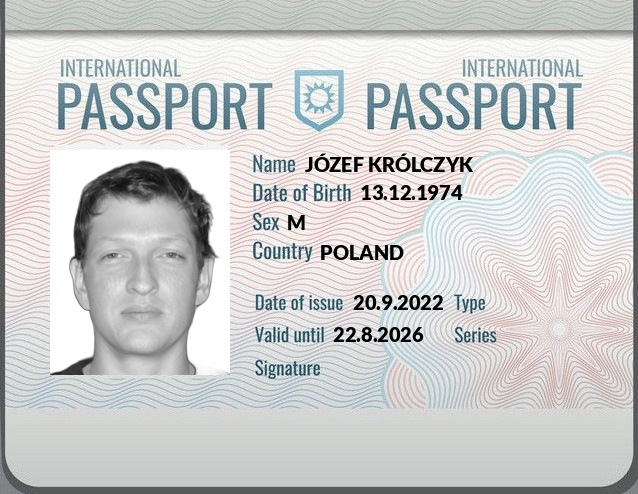 INTERNATIONAL INTERNATIONAL
PASSPORT PASSPORT
Name JÓZEF KRÓLCZYK
Date of Birth 13.12.1974
Sex M
Country POLAND
Date of issue 20.9.2022 Type
Valid until 22.8.2026 Series
Signature